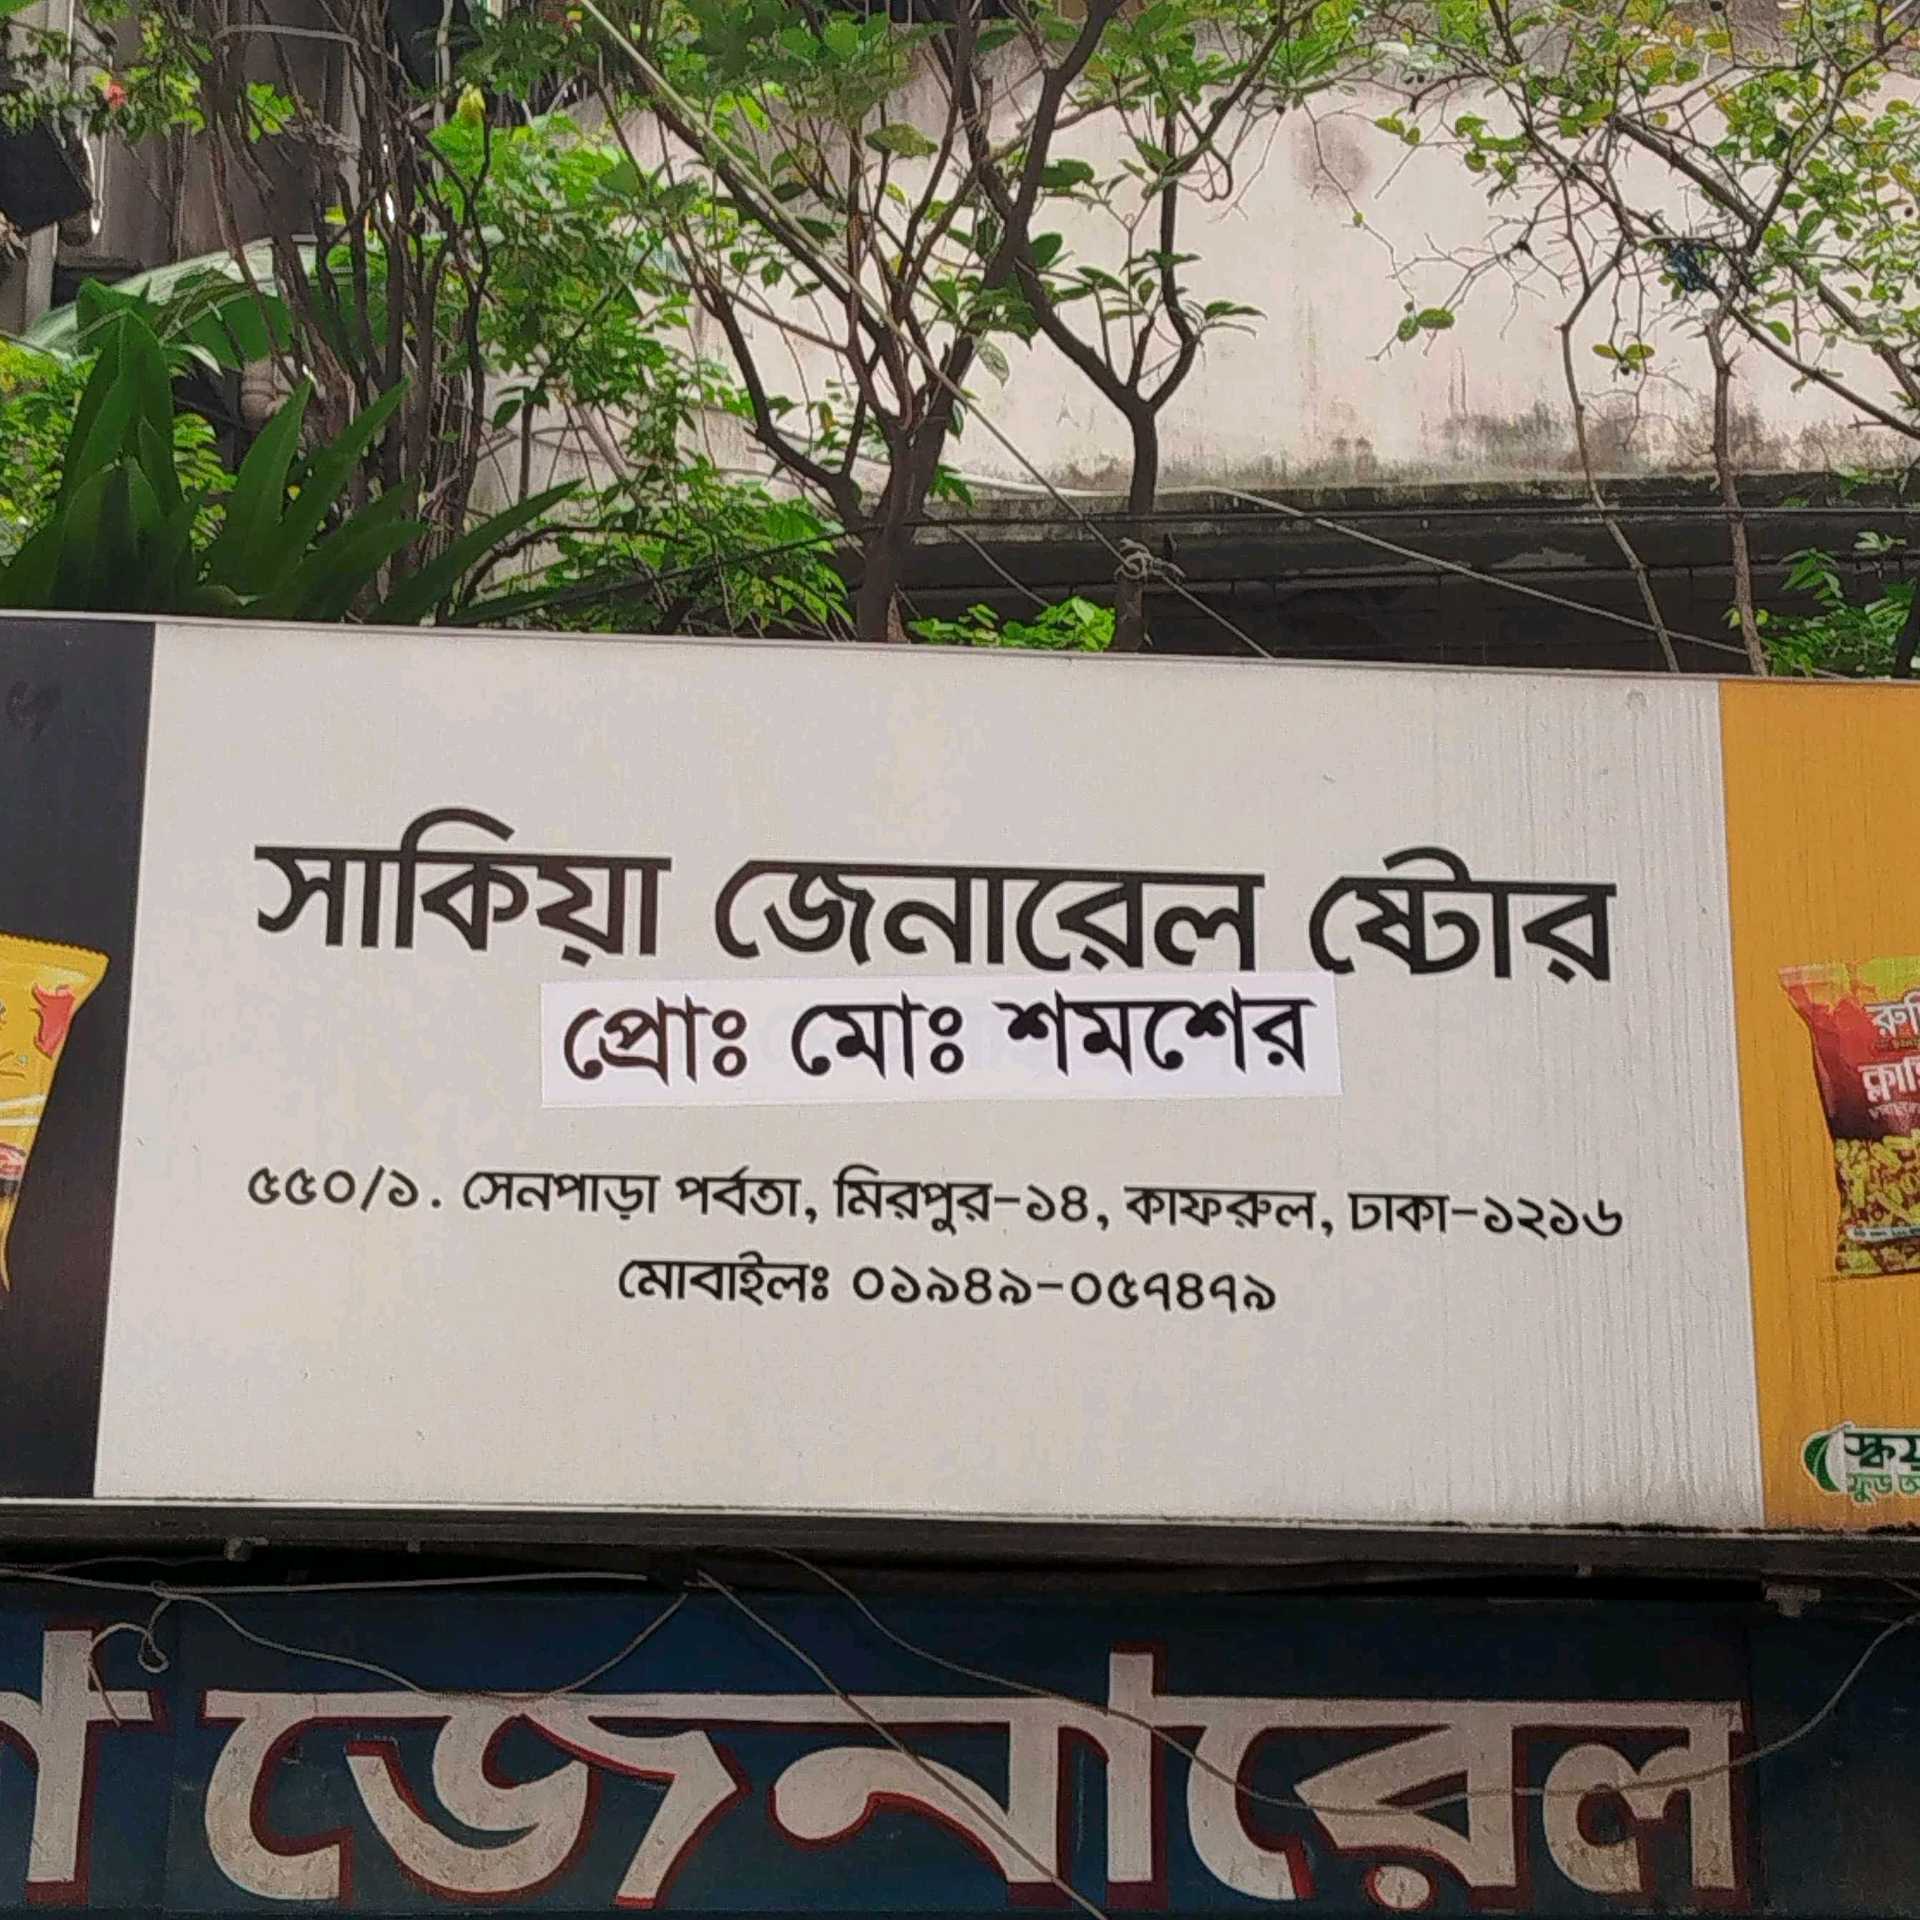 সাকিয়া জেনারেল ষ্টোর
প্রোঃ মোঃ শমশের
৫৫০/১. সেনপাড়া পর্বতা, মিরপুর-১৪, কাফরুল, ঢাকা-১২১৬
মোবাইলঃ ০১৯৪৯-০৫৭৪৭৯
জেনারেল